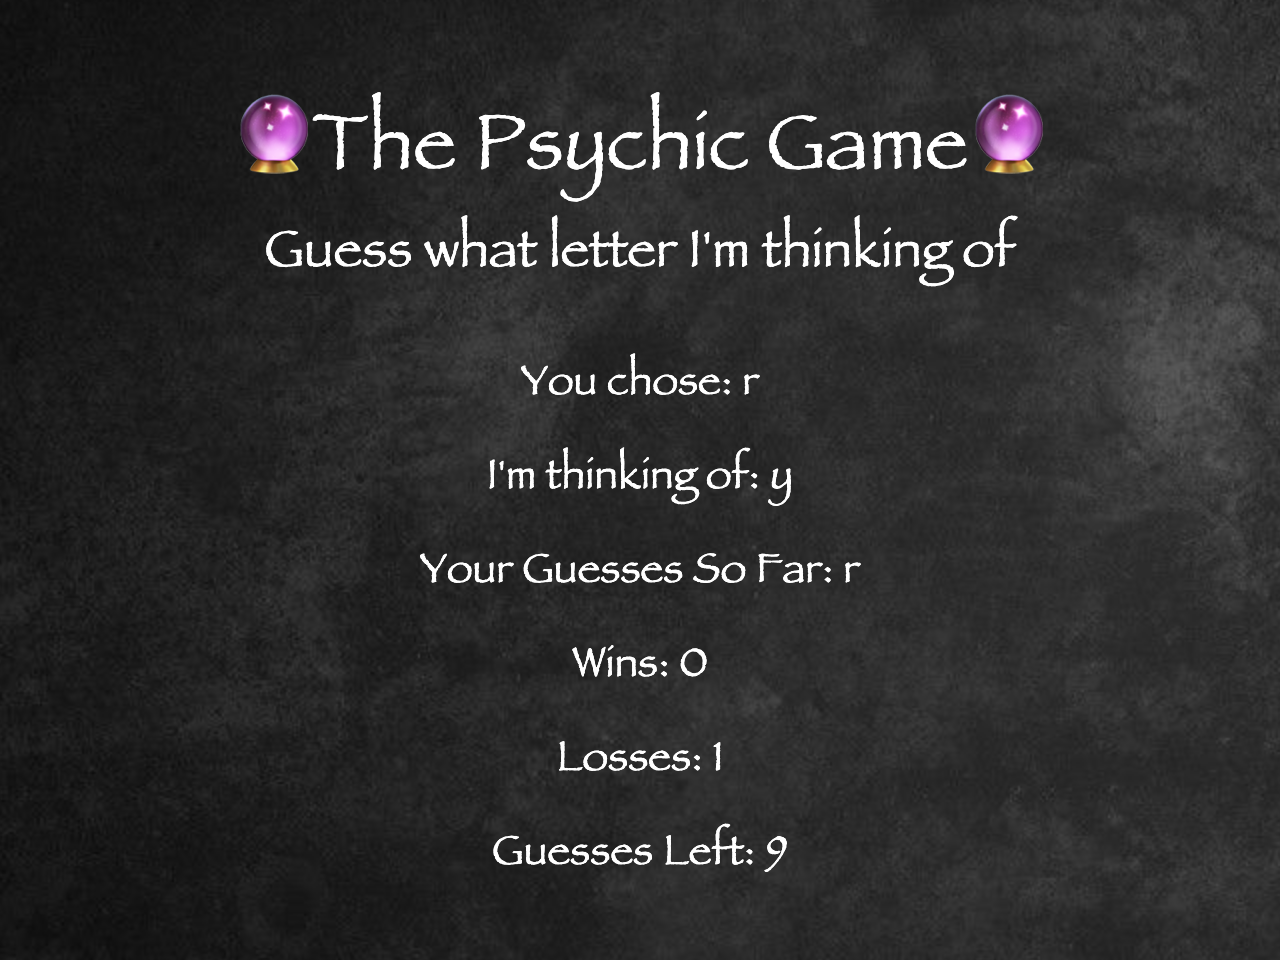 The Psychic Game
Guess what letter I'm thinking of
You chose: r
I'm thinking of: y
Your Guesses So Far: r
Wins: 0
Losses: 1
Guesses Left: 9